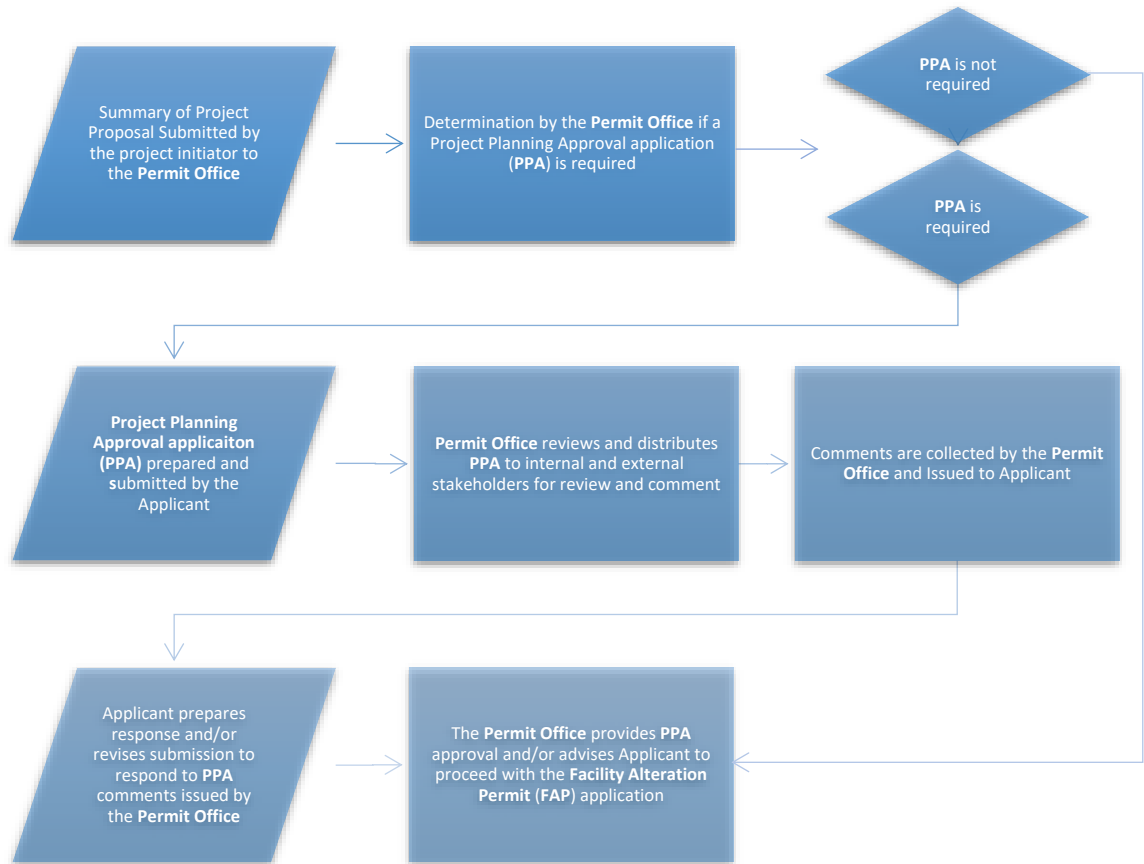 Summary of Project
Proposal Submitted by
the project initiator to
the Permit Office
Determination by the Permit Office if a
Project Planning Approval application
(PPA) is required
PPA is not
required
PPA is
required
Project Planning
Approval applicaiton
(PPA) prepared and
submitted by the
Applicant
Permit Office reviews and distributes
PPA to internal and external
stakeholders for review and comment
Comments are collected by the Permit
Office and Issued to Applicant
Applicant prepares
response and/or
revises submission to
respond to PPA
comments issued by
the Permit Office
The Permit Office provides PPA
approval and/or advises Applicant to
proceed with the Facility Alteration
Permit (FAP) application